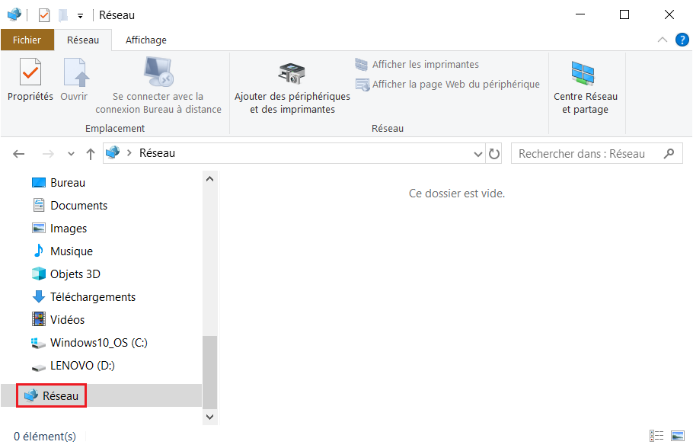 Réseau
Fichier
Réseau
Affichage
Propriétés
Ouvrir
Se connecter avec la
connexion Bureau à distance
Emplacement
Ajouter des périphériques
et des imprimantes
Afficher les imprimantes
Afficher la page Web du périphérique
Réseau
Centre Réseau
et partage
Réseau
Rechercher dans : Réseau
Bureau
Documents
Images
Musique
Objets 3D
Téléchargements
Vidéos
Windows10_OS (C:)
LENOVO (D:)
Réseau
Ce dossier est vide.
0 élément(s)